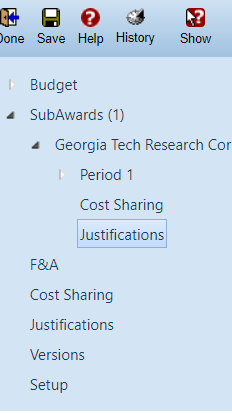 Done Save Help History Show
Budget
SubAwards (1)
Georgia Tech Research Cor
Period 1
Cost Sharing
Justifications
F&A
Cost Sharing
Justifications
Versions
Setup